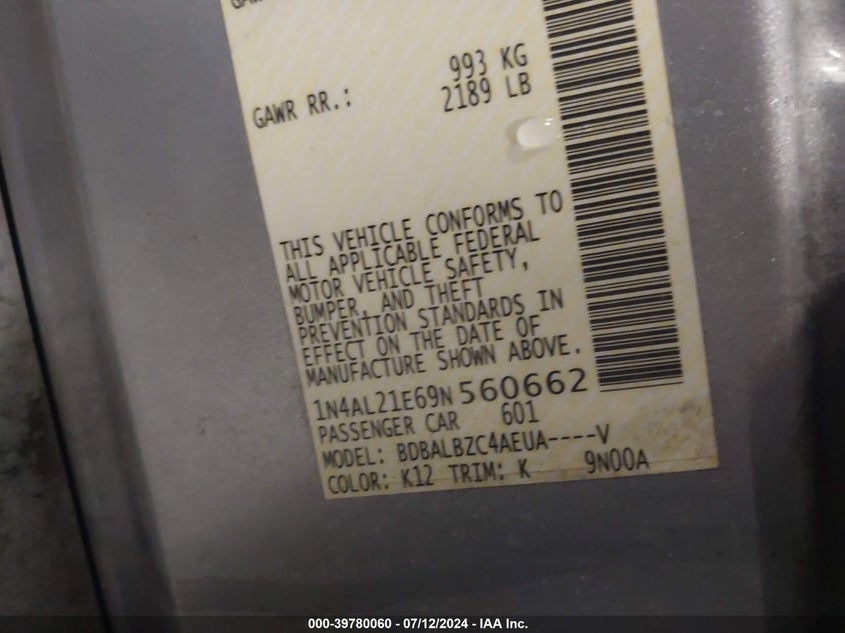 GAWR RR.: 993 KG
2189 LB
THIS VEHICLE CONFORMS TO
ALL APPLICABLE FEDERAL
MOTOR VEHICLE SAFETY,
BUMPER, AND THEFT
PREVENTION STANDARDS IN
EFFECT ON THE DATE OF
MANUFACTURE SHOWN ABOVE.
1N4AL21E69N560662
PASSENGER CAR 601
MODEL: BDBALBZC4AEUA----V
COLOR: K12 TRIM: K 9N00A
000-39780060 - 07/12/2024 - IAA Inc.